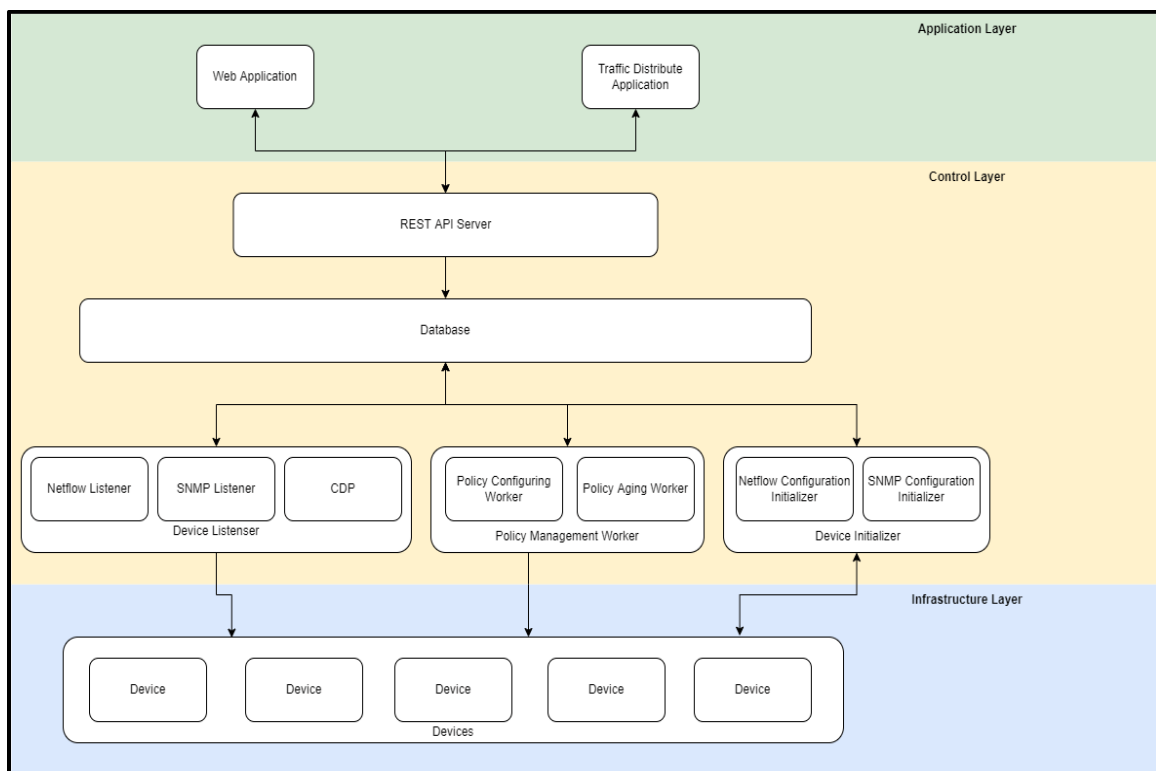 Application Layer
Web Application
Traffic Distribute
Application
Control Layer
REST API Server
Database
Netflow Listener
SNMP Listener
CDP
Device Listenser
Policy Configuring
Worker
Policy Aging Worker
Policy Management Worker
Netflow Configuration
Initializer
SNMP Configuration
Initializer
Device Initializer
Infrastructure Layer
Device
Device
Device
Device
Device
Devices